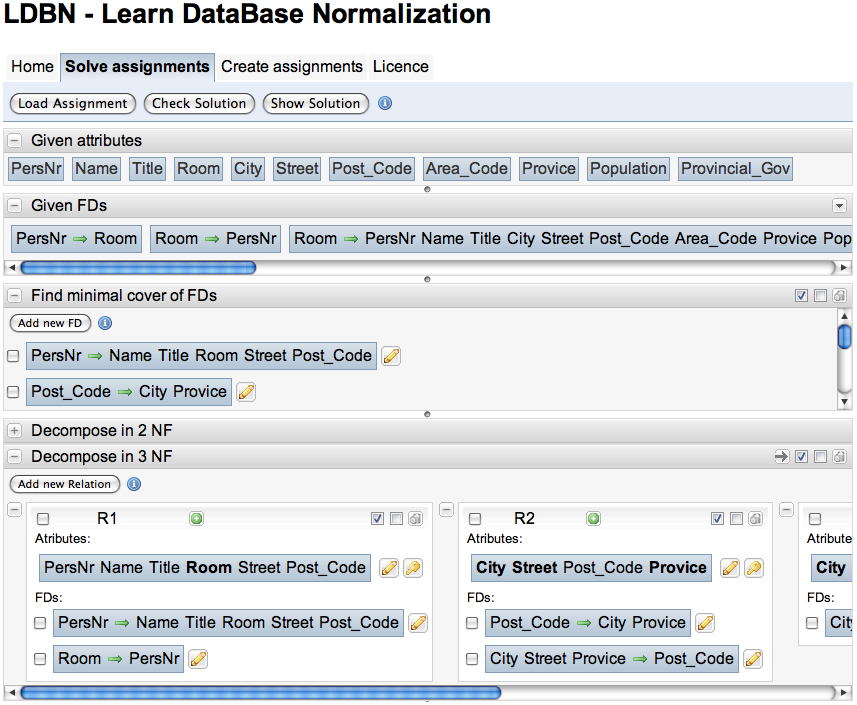 LDBN - Learn DataBase Normalization
Home Solve assignments Create assignments Licence
Load Assignment Check Solution Show Solution
Given attributes
PersNr Name Title Room City Street Post_Code Area_Code Provice Population Provincial_Gov
Given FDs
PersNr ⇒ Room Room ⇒ PersNr Room ⇒ PersNr Name Title City Street Post_Code Area_Code Provice Pop
Find minimal cover of FDs
Add new FD
PersNr ⇒ Name Title Room Street Post_Code
Post_Code ⇒ City Provice
Decompose in 2 NF
Decompose in 3 NF
Add new Relation
R1
Atributes:
PersNr Name Title Room Street Post_Code
FDs:
PersNr ⇒ Name Title Room Street Post_Code
Room ⇒ PersNr
R2
Atributes:
City Street Post_Code Provice
FDs:
Post_Code ⇒ City Provice
City Street Provice ⇒ Post_Code
Atribute
City
FDs:
City